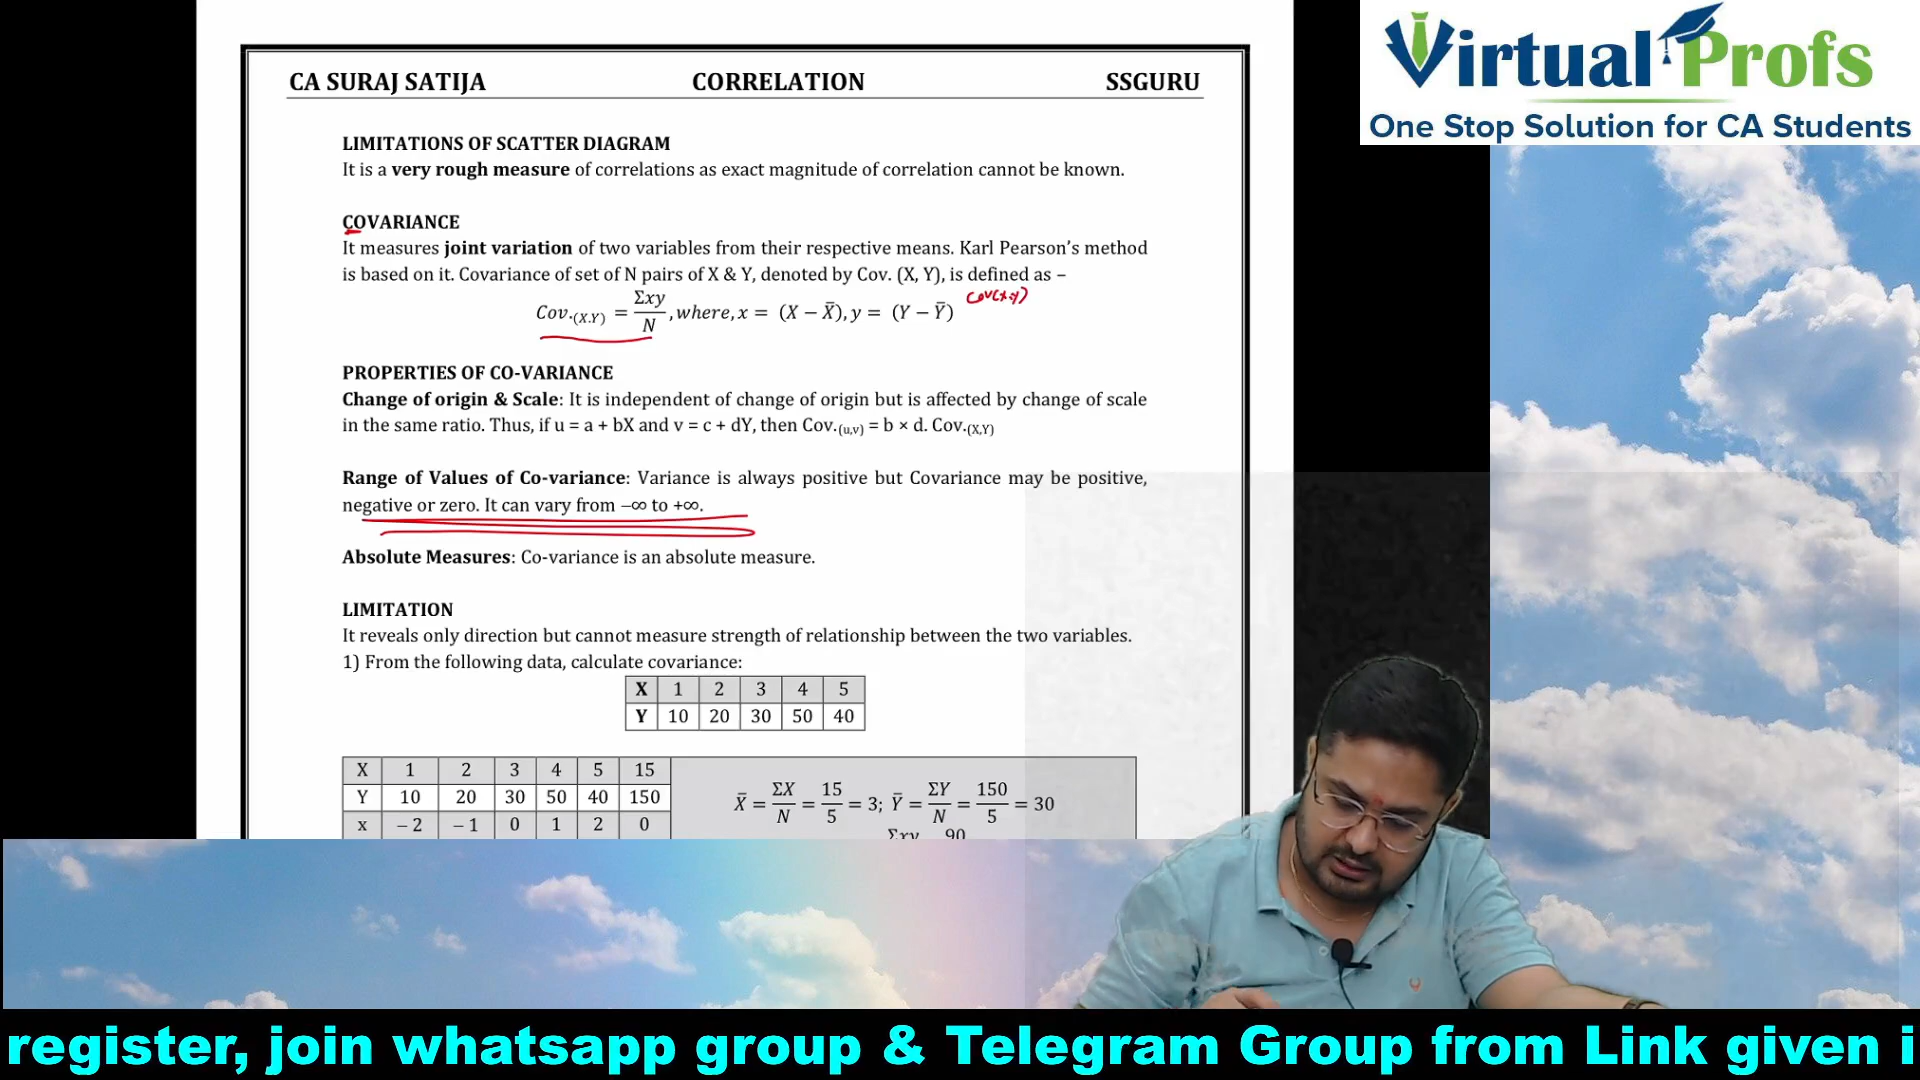 CA SURAJ SATIJA CORRELATION SSGURU
Virtual Profs
One Stop Solution for CA Students
LIMITATIONS OF SCATTER DIAGRAM
It is a very rough measure of correlations as exact magnitude of correlation cannot be known.
COVARIANCE
It measures joint variation of two variables from their respective means. Karl Pearson's method
is based on it. Covariance of set of N pairs of X & Y, denoted by Cov. (X, Y), is defined as –
Cov.(X.Y) = Σxy/N , where, x = (X − X̄), y = (Y − Ȳ)
PROPERTIES OF CO-VARIANCE
Change of origin & Scale: It is independent of change of origin but is affected by change of scale
in the same ratio. Thus, if u = a + bX and v = c + dY, then Cov.(u,v) = b × d. Cov.(X,Y)
Range of Values of Co-variance: Variance is always positive but Covariance may be positive,
negative or zero. It can vary from –∞ to +∞.
Absolute Measures: Co-variance is an absolute measure.
LIMITATION
It reveals only direction but cannot measure strength of relationship between the two variables.
1) From the following data, calculate covariance:
X 1 2 3 4 5
Y 10 20 30 50 40
X 1 2 3 4 5 15
Y 10 20 30 50 40 150
x – 2 – 1 0 1 2 0
X̄ = ΣX/N = 15/5 = 3; Ȳ = ΣY/N = 150/5 = 30
Σxy 90
register, join whatsapp group & Telegram Group from Link given i